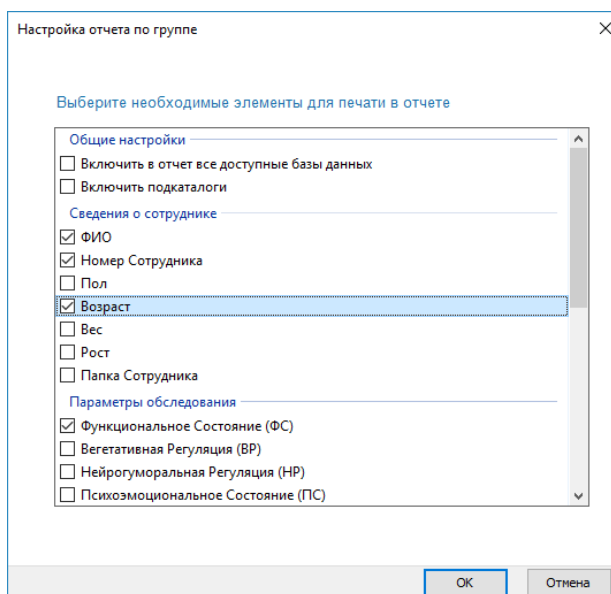 Настройка отчета по группе
Выберите необходимые элементы для печати в отчете
Общие настройки
Включить в отчет все доступные базы данных
Включить подкаталоги
Сведения о сотруднике
ФИО
Номер Сотрудника
Пол
Возраст
Вес
Рост
Папка Сотрудника
Параметры обследования
Функциональное Состояние (ФС)
Вегетативная Регуляция (ВР)
Нейрогуморальная Регуляция (НР)
Психоэмоциональное Состояние (ПС)
OK Отмена